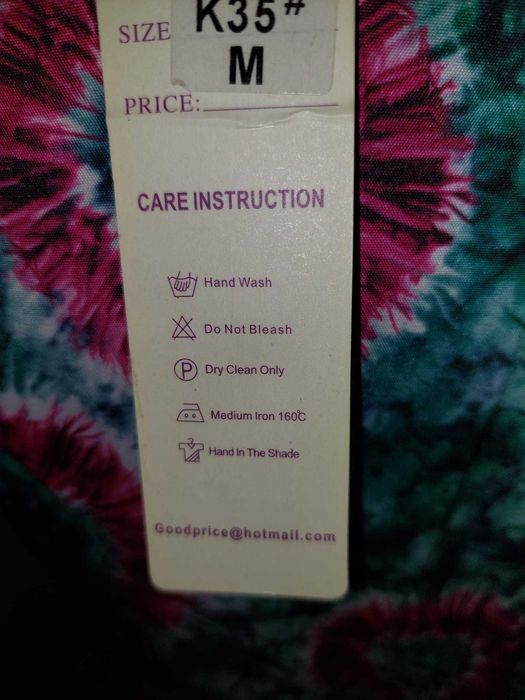 K35#
SIZE
M
PRICE:
CARE INSTRUCTION
Hand Wash
Do Not Bleash
P Dry Clean Only
Medium Iron 160℃
Hand In The Shade
Goodprice@hotmail.com